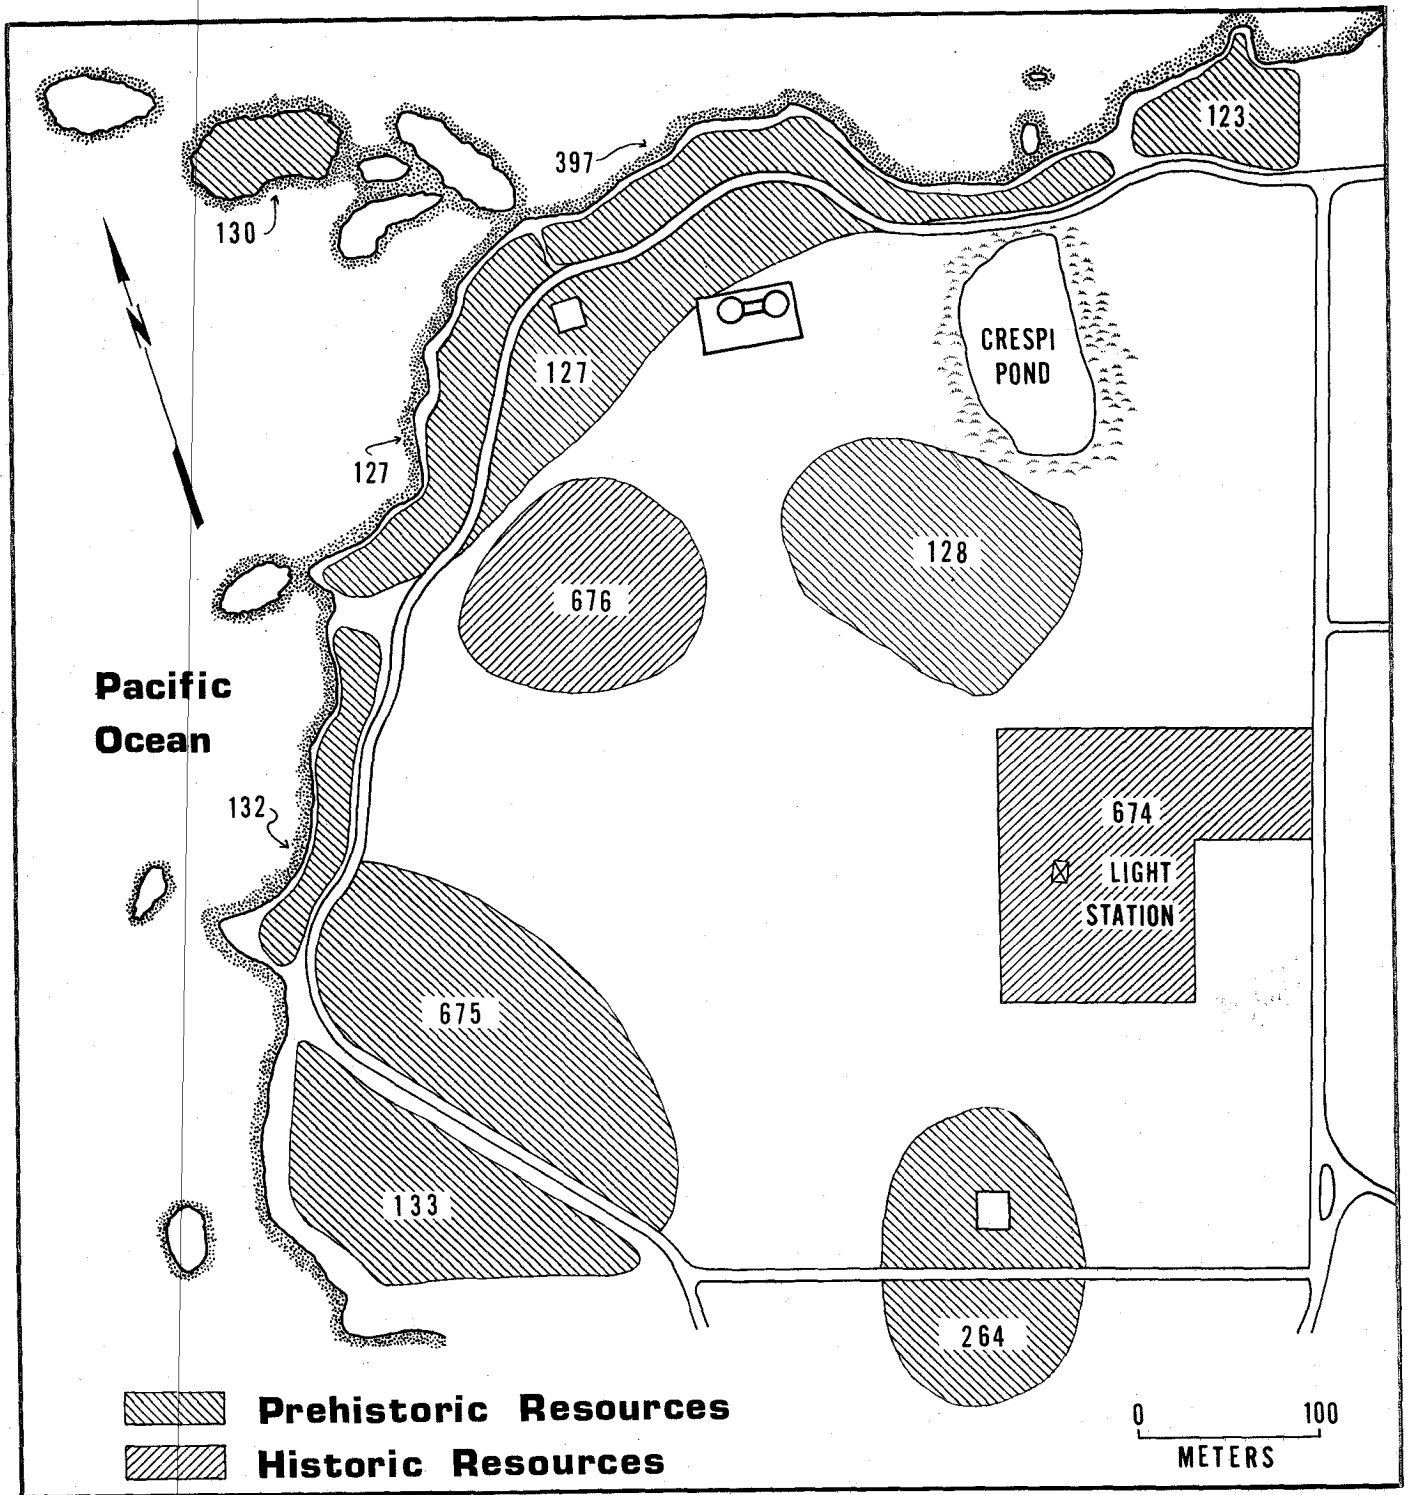 123
397
130
N
CRESPI
POND
127
127
128
676
Pacific
Ocean
132
674
LIGHT
STATION
675
133
264
Prehistoric Resources
Historic Resources
0 100
METERS